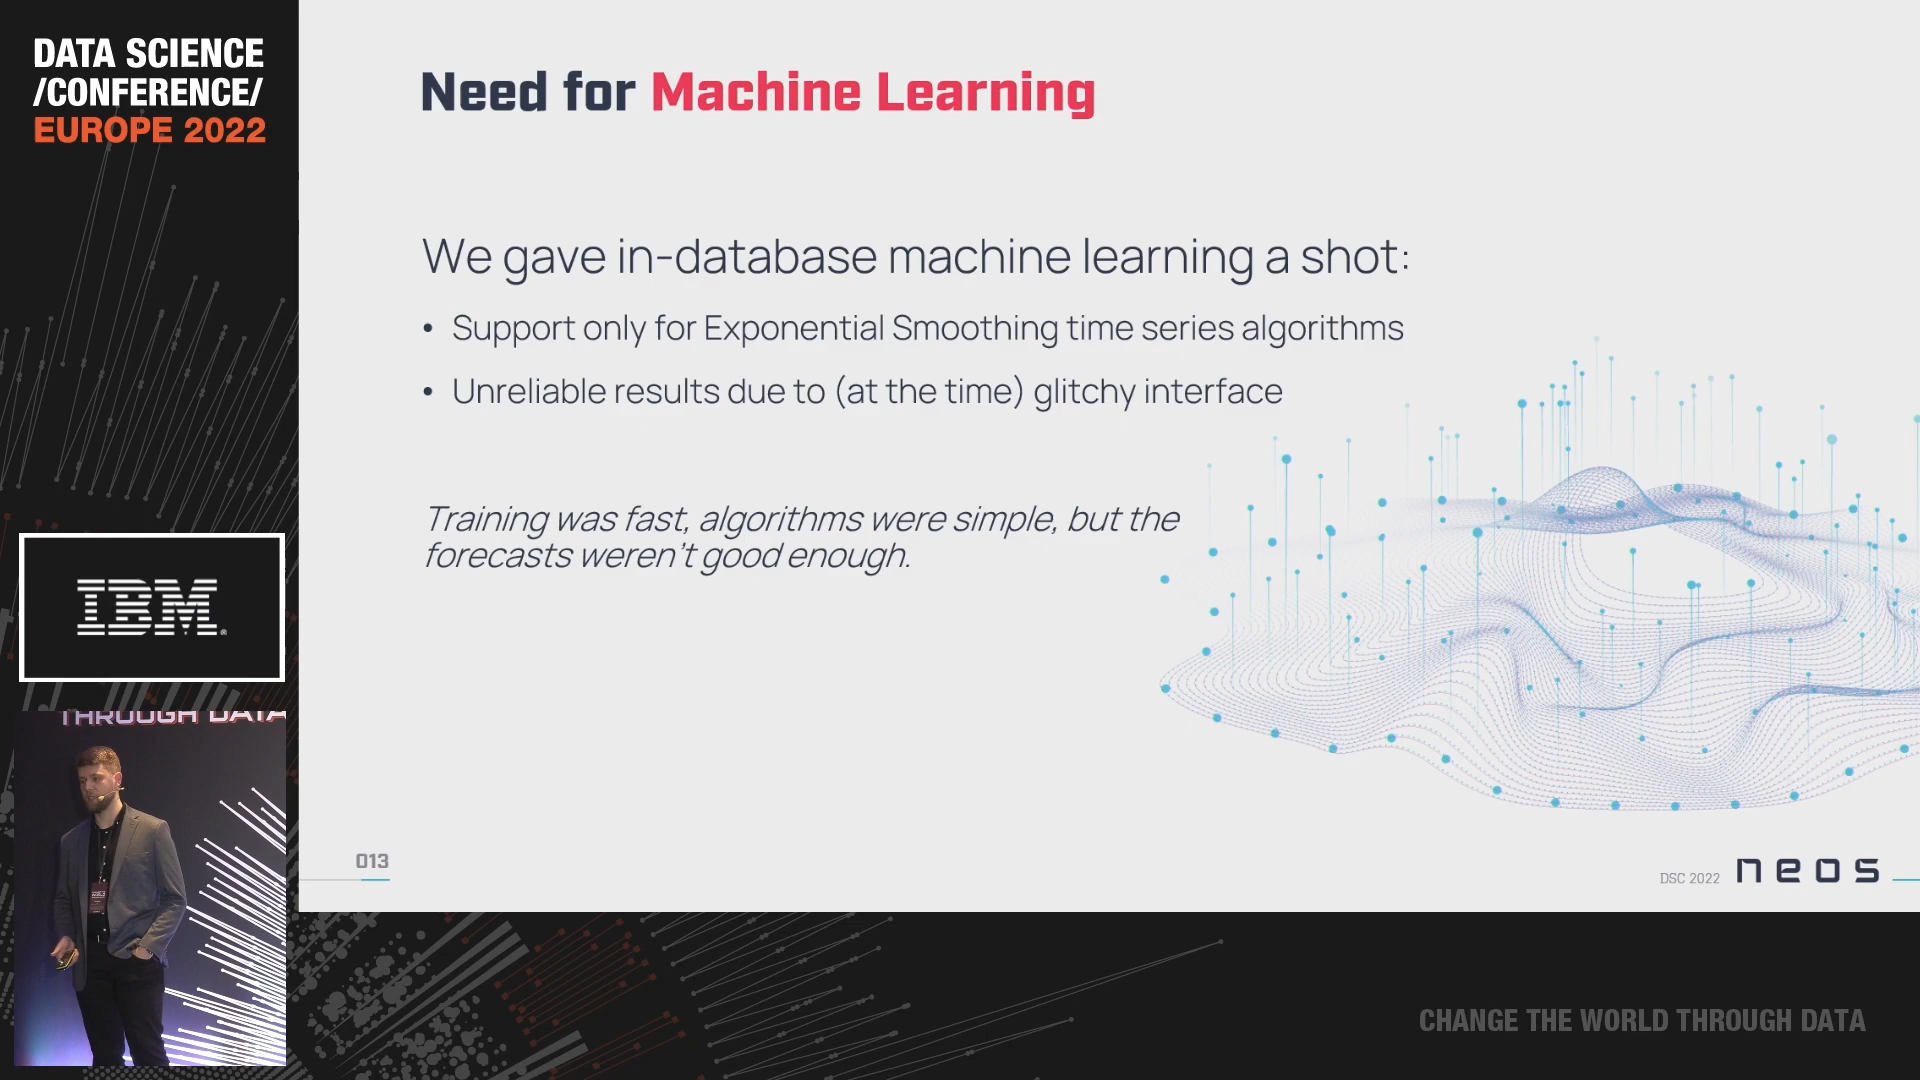 DATA SCIENCE
/CONFERENCE/
EUROPE 2022
Need for Machine Learning
We gave in-database machine learning a shot:
• Support only for Exponential Smoothing time series algorithms
• Unreliable results due to (at the time) glitchy interface
Training was fast, algorithms were simple, but the
forecasts weren't good enough.
IBM®
THROUGH DATA
013
DSC 2022 neos
CHANGE THE WORLD THROUGH DATA